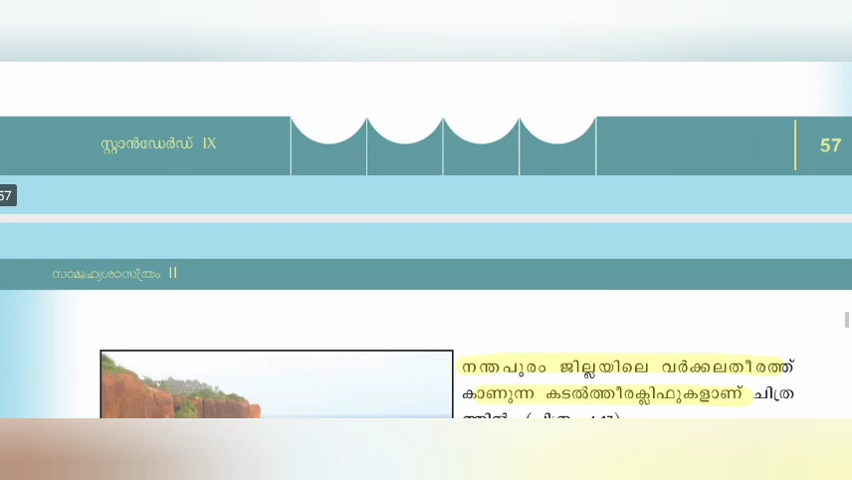 സ്റ്റാൻഡേർഡ് IX
57
57
സാമൂഹ്യശാസ്ത്രം II
നന്തപുരം ജില്ലയിലെ വർക്കലതീരത്ത്
കാണുന്ന കടൽത്തീരക്ലിഫുകളാണ് ചിത്ര